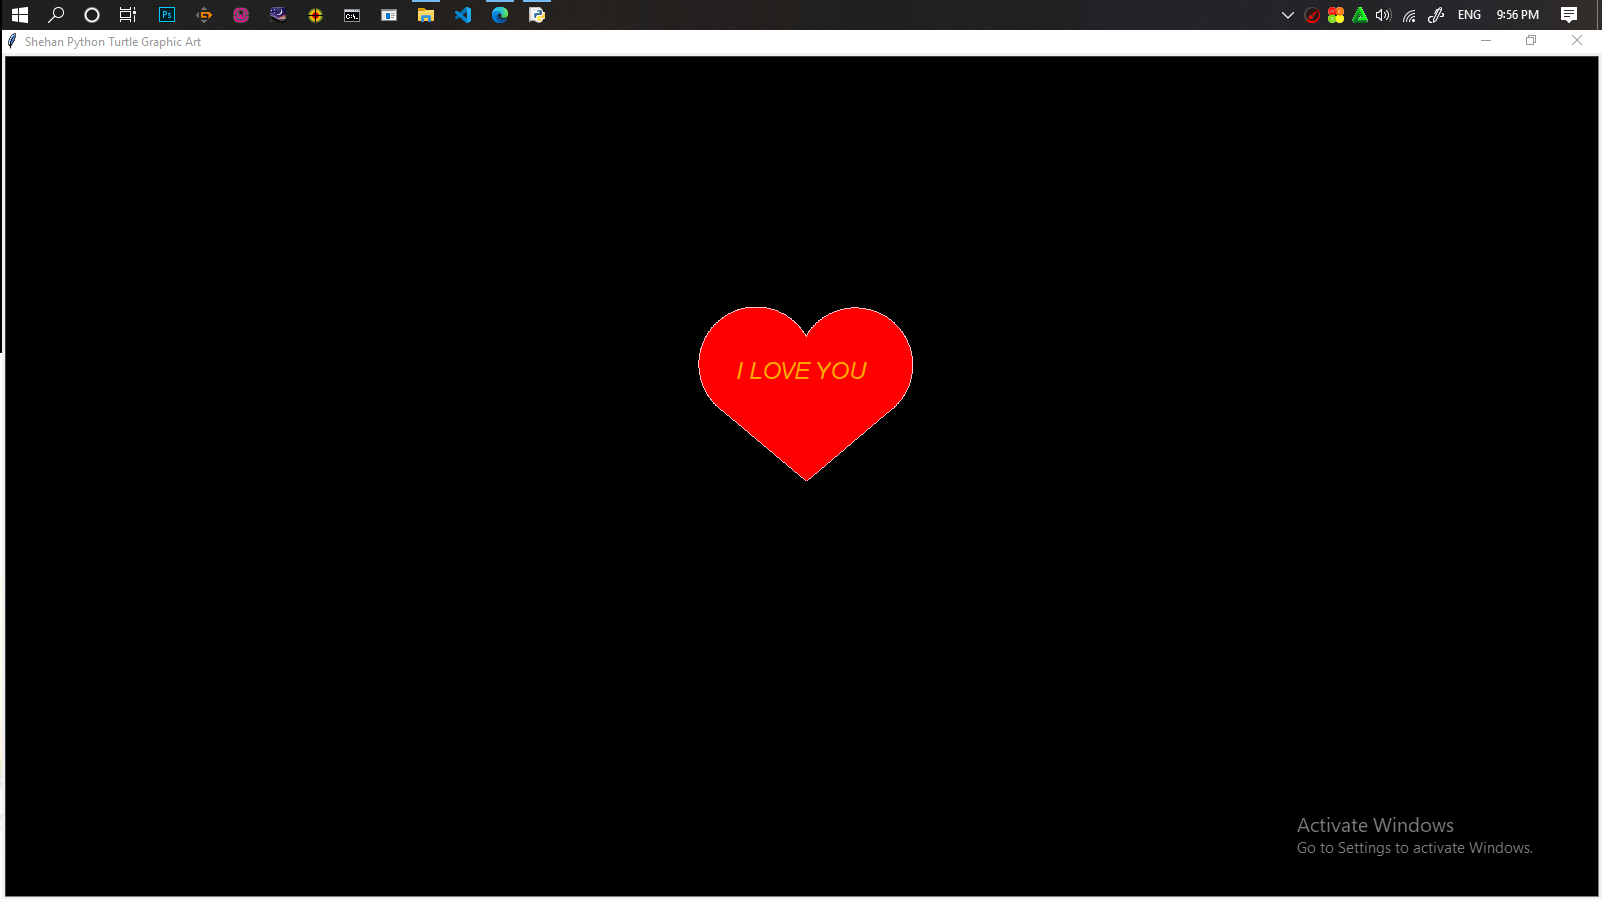 Ps
ENG
9:56 PM
Shehan Python Turtle Graphic Art
I LOVE YOU
Activate Windows
Go to Settings to activate Windows.